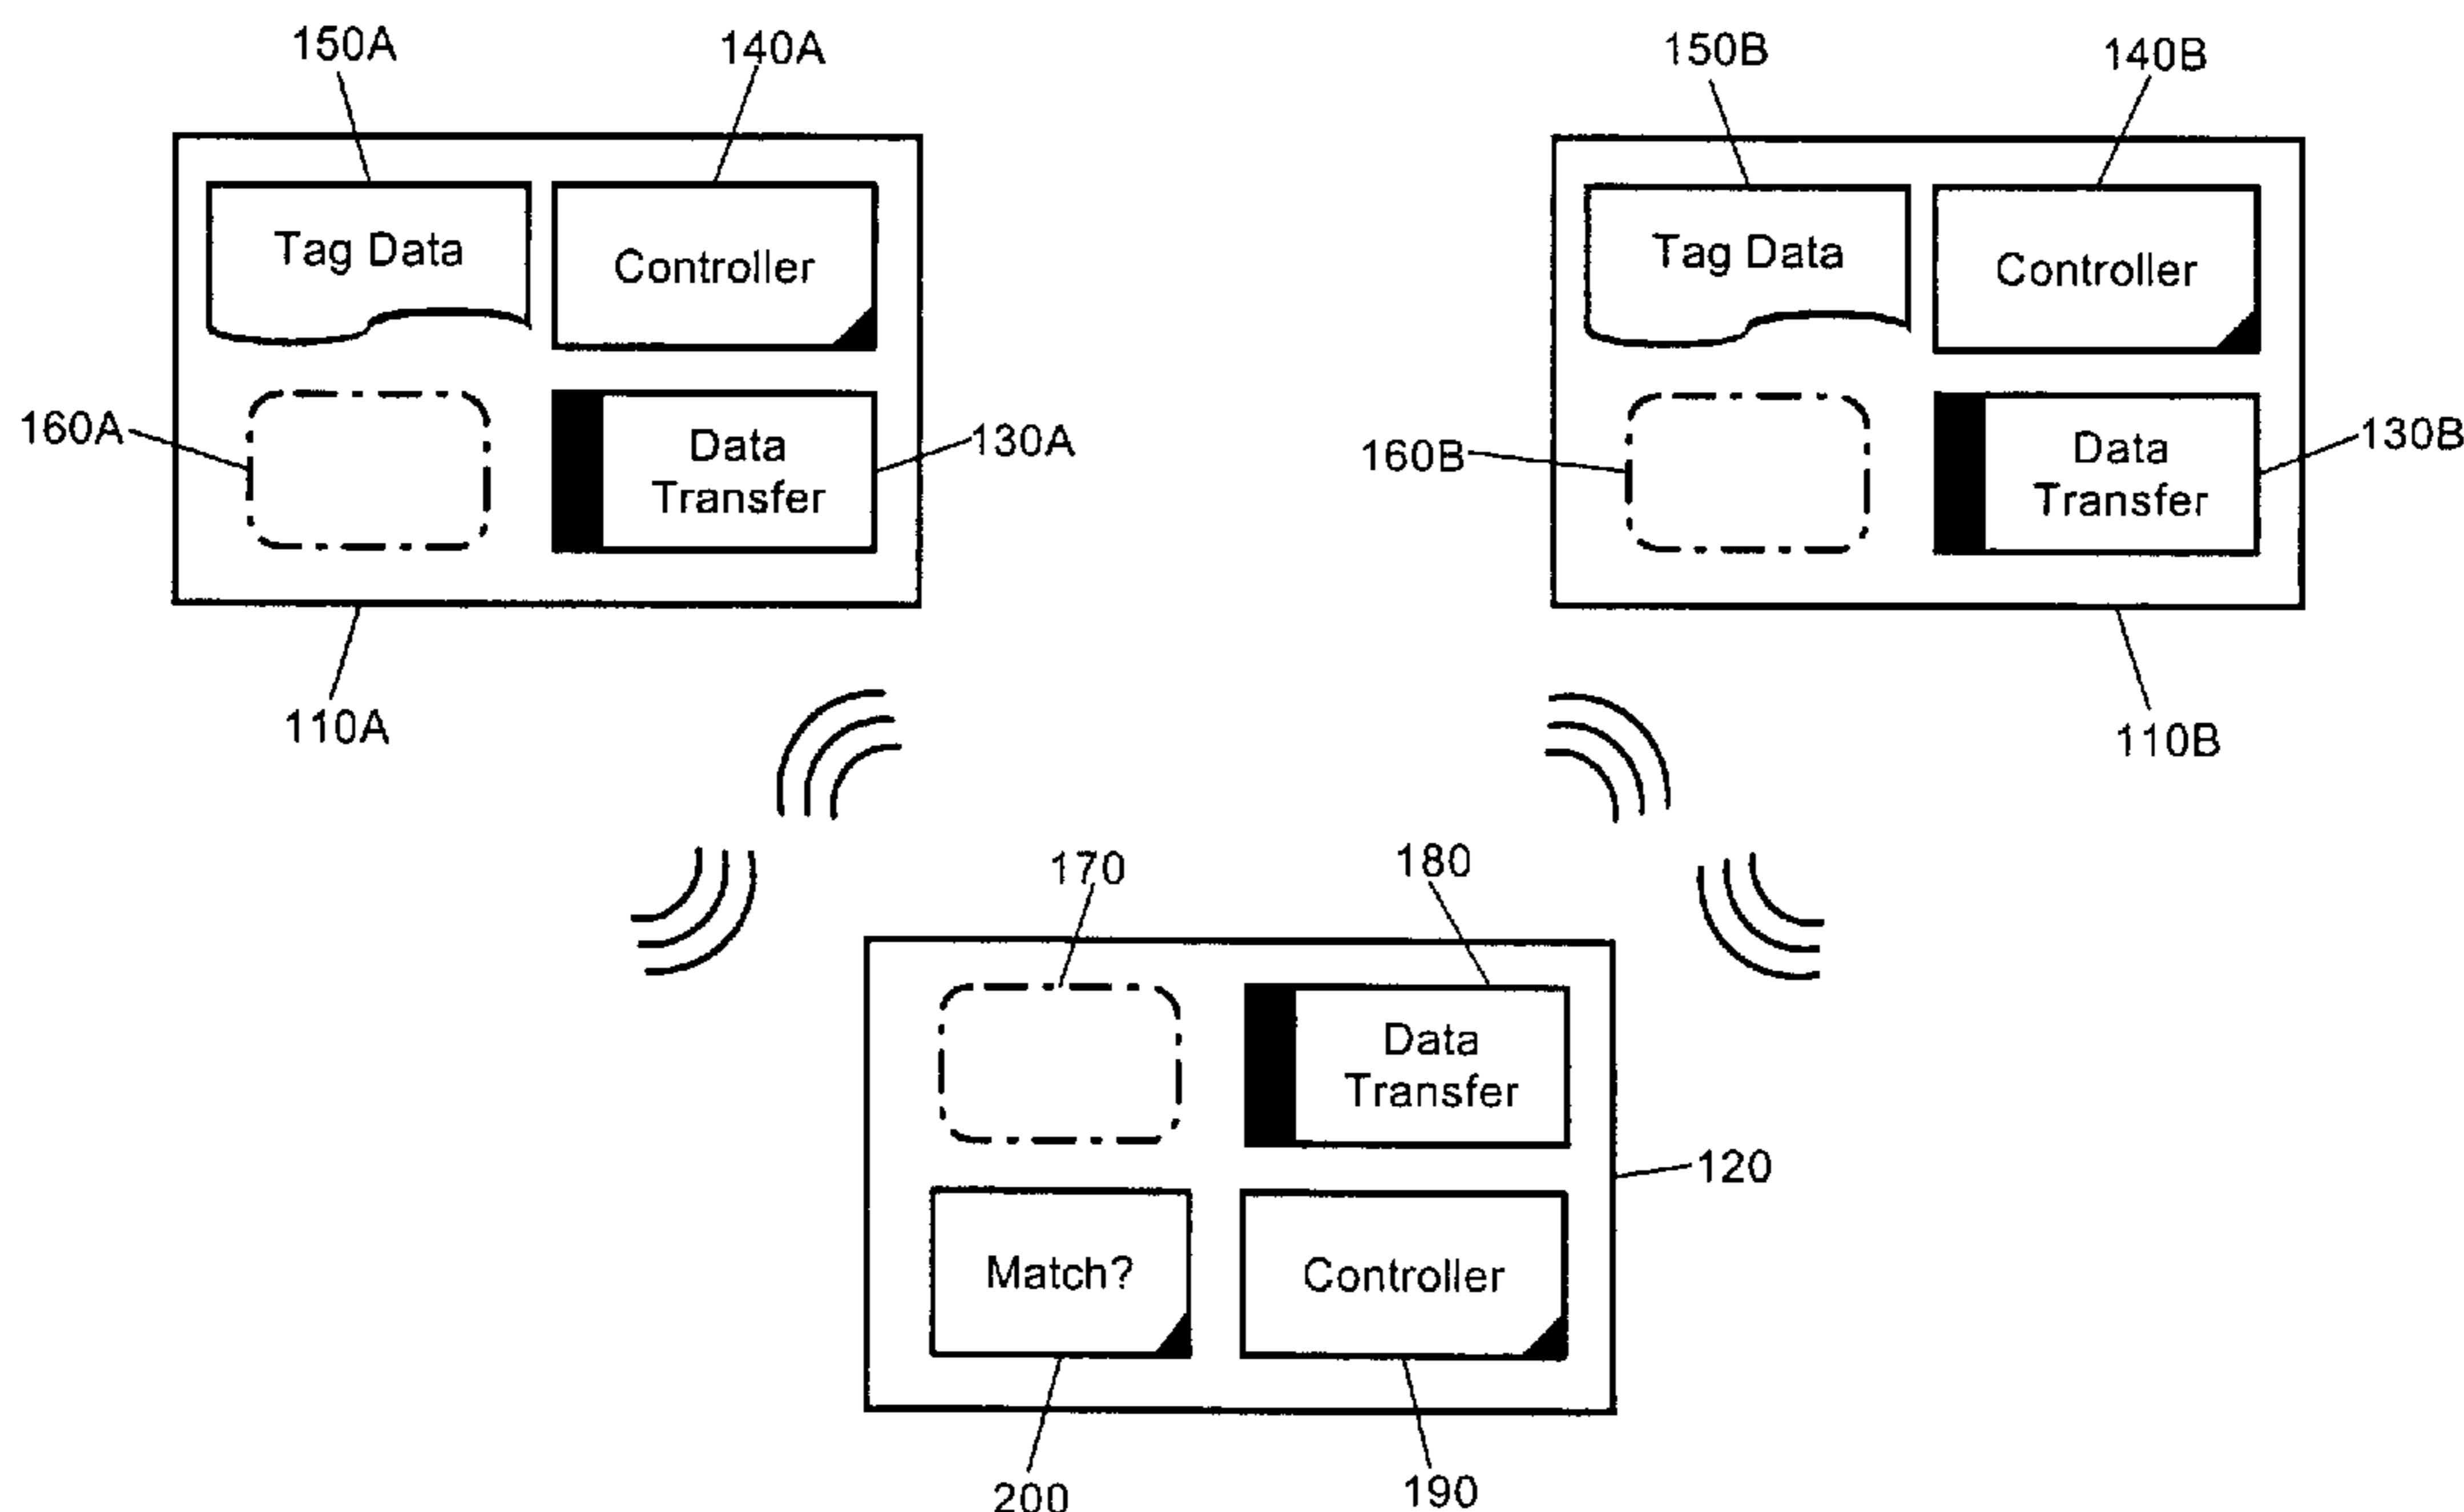 150A
140A
150B
140B
Tag Data
Controller
Tag Data
Controller
160A
Data
Transfer
130A
160B
Data
Transfer
130B
110A
110B
170
180
Data
Transfer
120
Match?
Controller
200
190